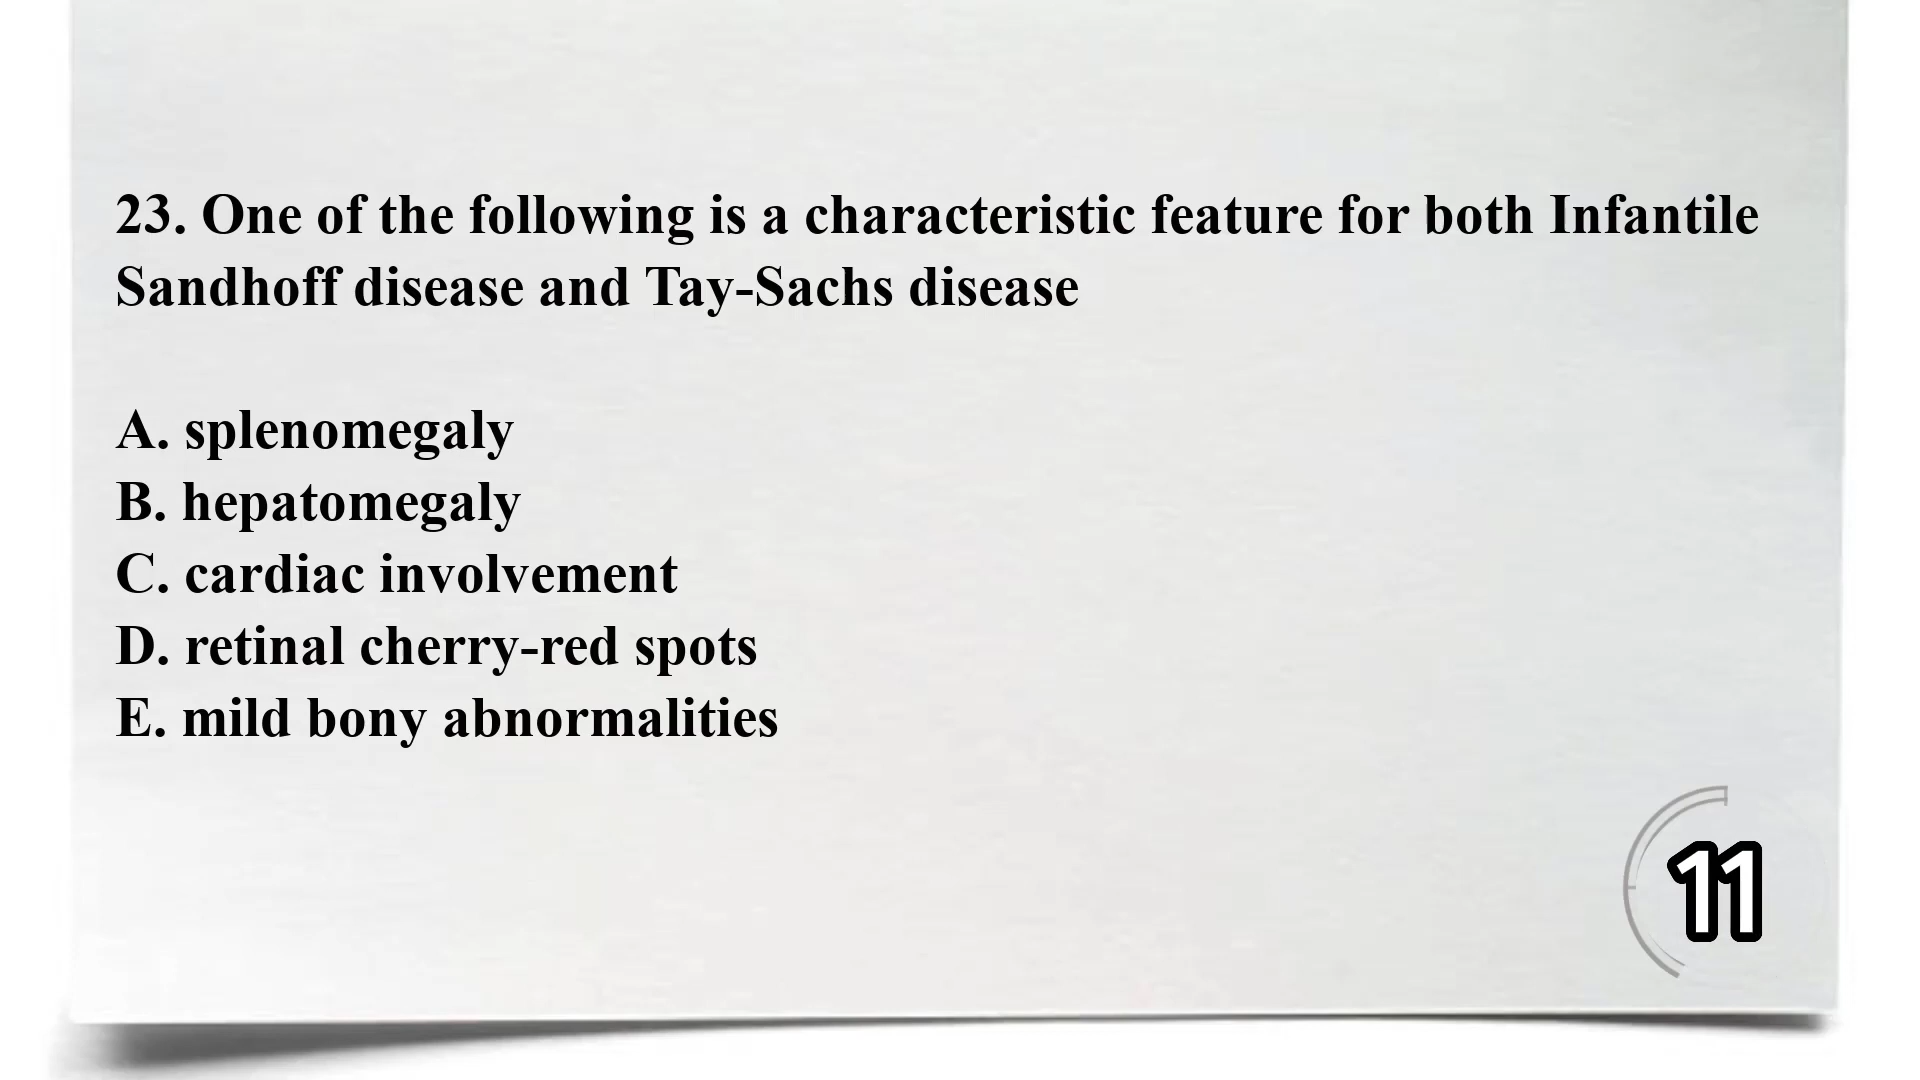 23. One of the following is a characteristic feature for both Infantile
Sandhoff disease and Tay-Sachs disease
A. splenomegaly
B. hepatomegaly
C. cardiac involvement
D. retinal cherry-red spots
E. mild bony abnormalities
11